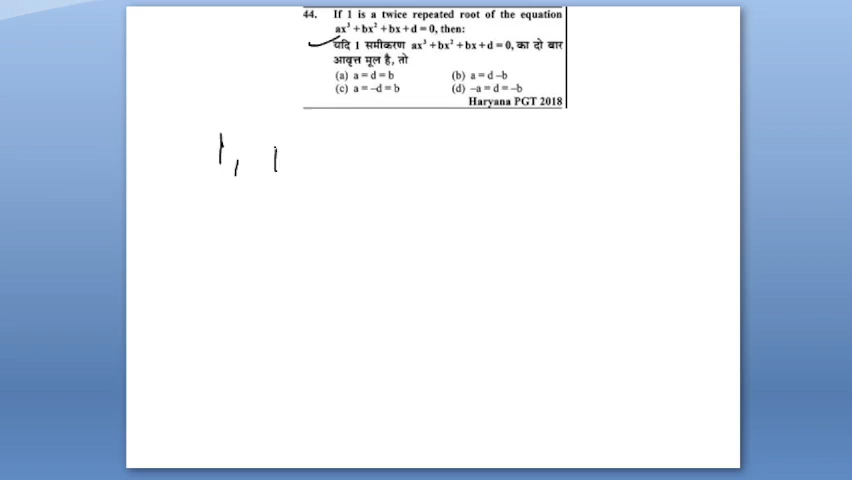 44. If 1 is a twice repeated root of the equation
ax³ + bx² + bx + d = 0, then:
यदि 1 समीकरण ax³ + bx² + bx + d = 0, का दो बार
आवृत्त मूल है, तो
(a) a = d = b (b) a = d –b
(c) a = –d = b (d) –a = d = –b
Haryana PGT 2018
1, 1